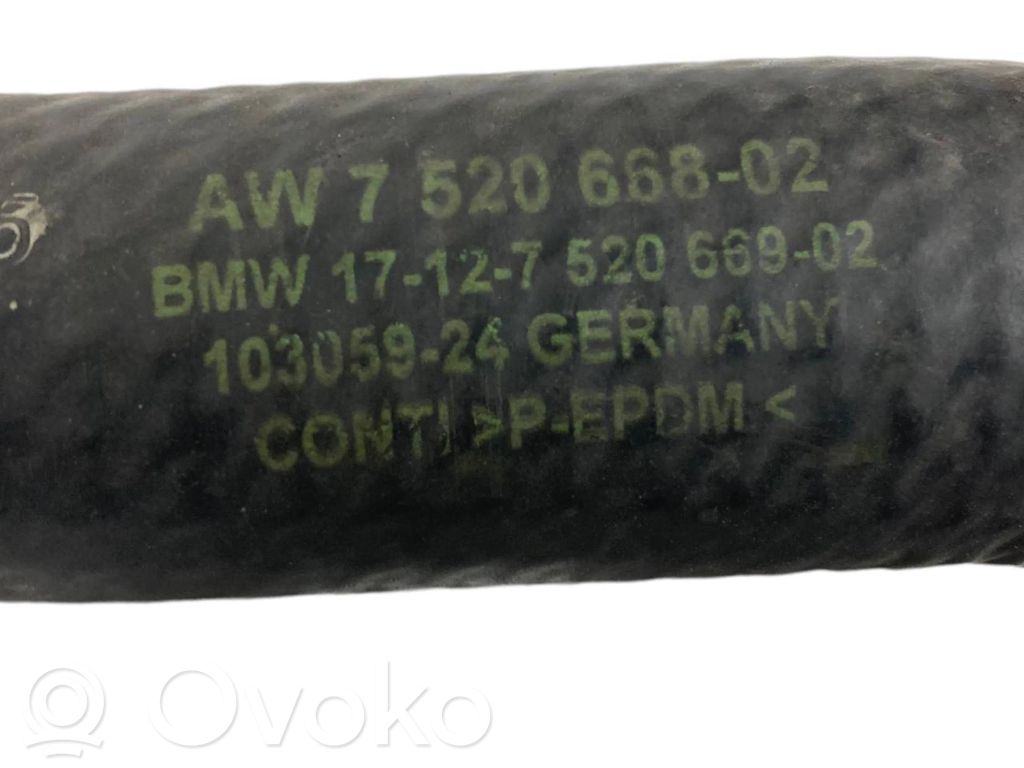 AW 7 520 668-02
BMW 17-12-7 520 669-02
103059-24 GERMANY
CONTI >P-EPDM<
Ovoko